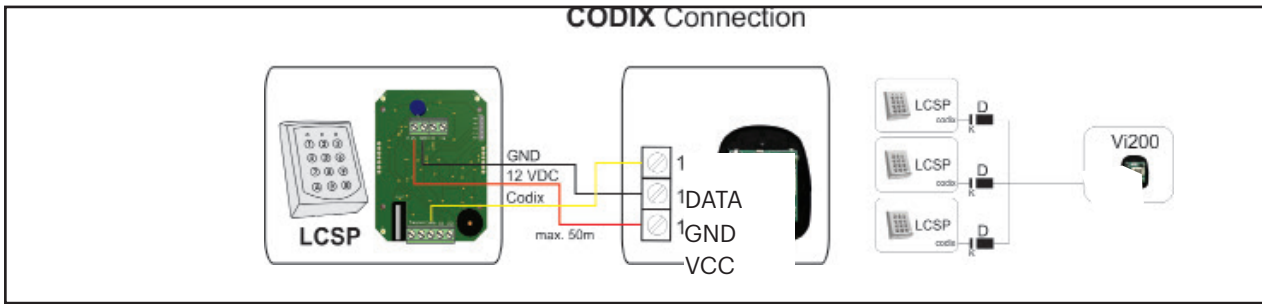 CODIX Connection
GND
12 VDC
Codix
max. 50m
LCSP
1
1DATA
1GND
VCC
LCSP
codix
D
K
LCSP
codix
D
K
LCSP
codix
D
K
Vi200